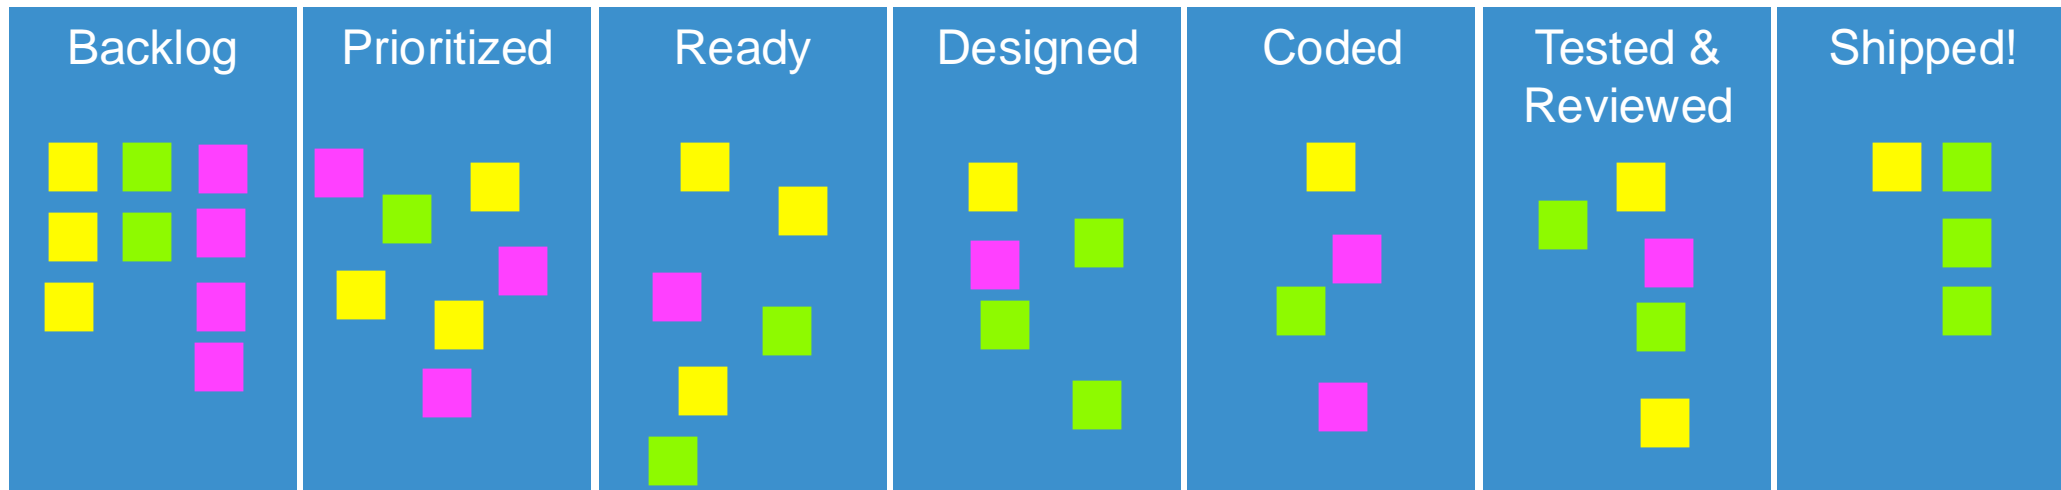 Backlog
Prioritized
Ready
Designed
Coded
Tested &
Reviewed
Shipped!